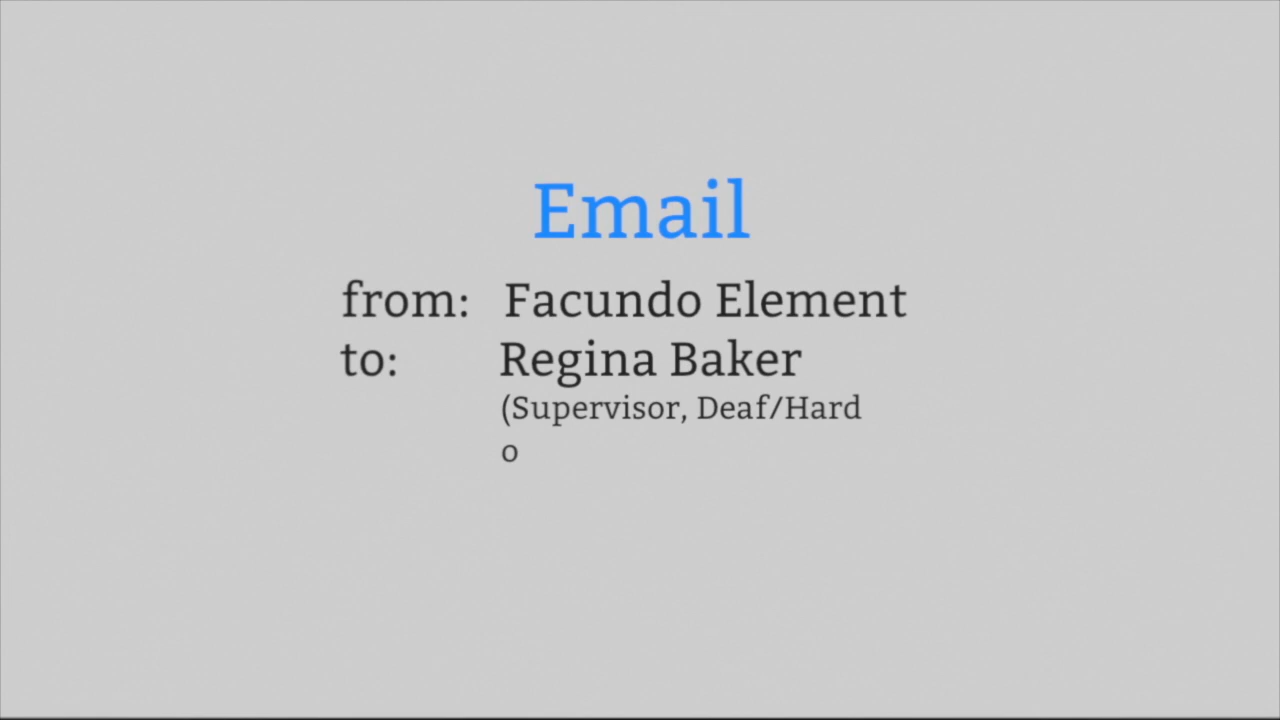 Email
from: Facundo Element
to: Regina Baker
(Supervisor, Deaf/Hard
o